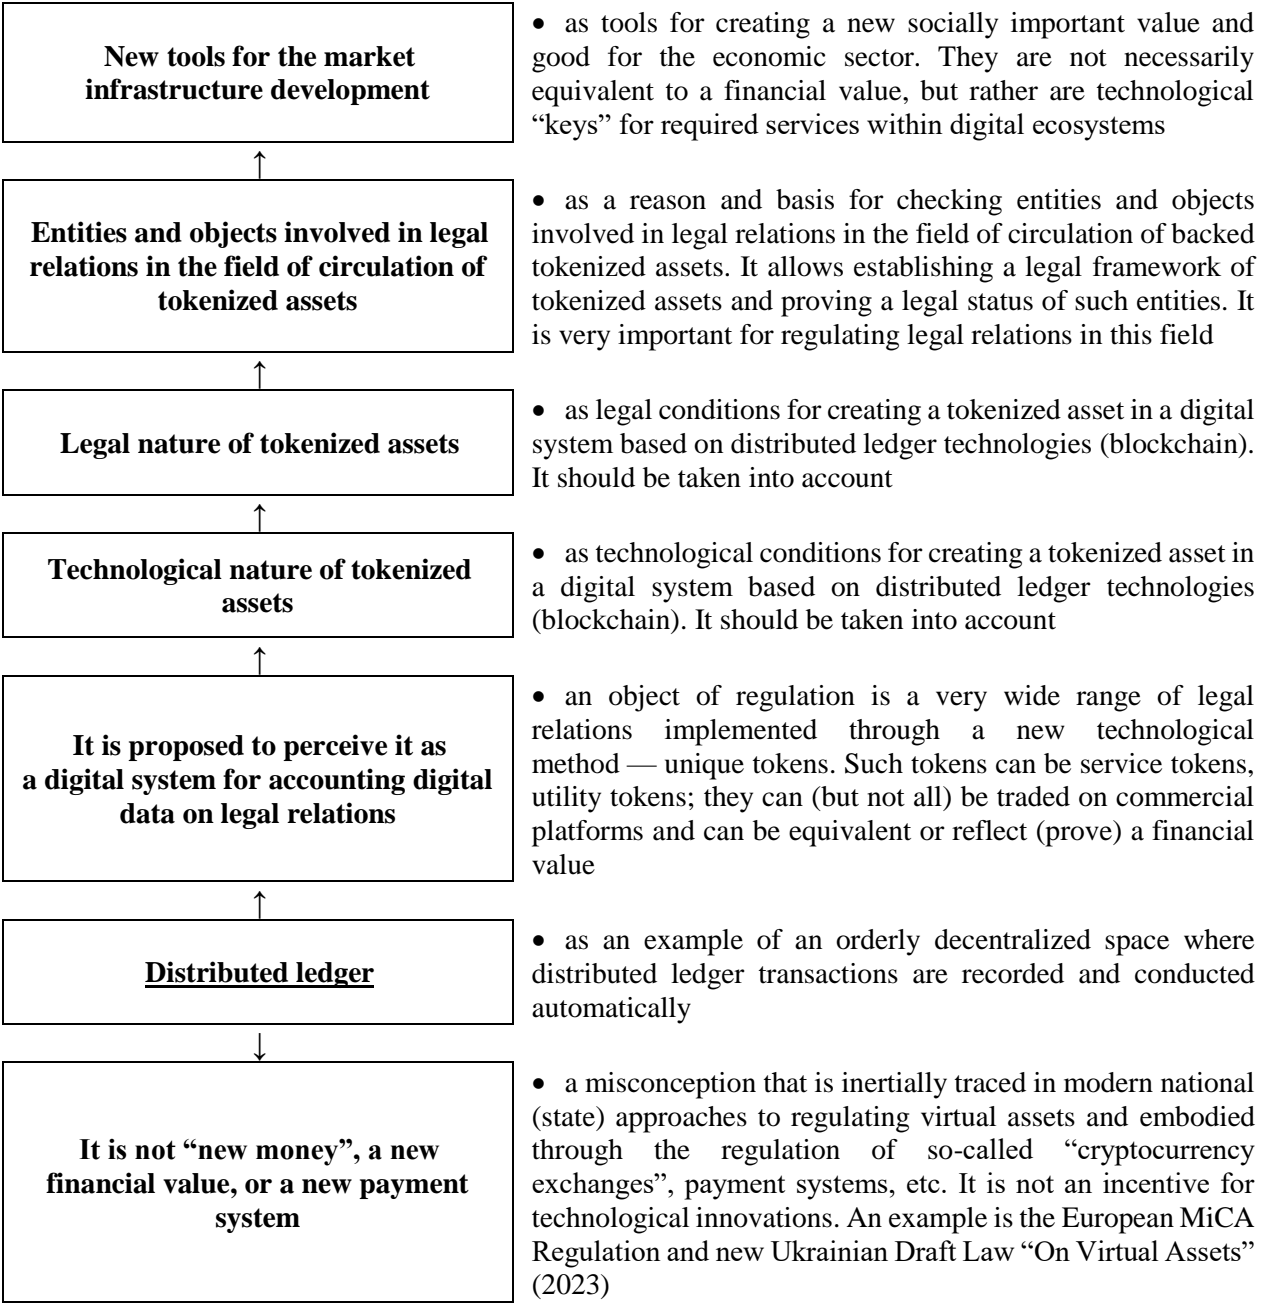 New tools for the market
infrastructure development
• as tools for creating a new socially important value and
good for the economic sector. They are not necessarily
equivalent to a financial value, but rather are technological
“keys” for required services within digital ecosystems
↑
Entities and objects involved in legal
relations in the field of circulation of
tokenized assets
• as a reason and basis for checking entities and objects
involved in legal relations in the field of circulation of backed
tokenized assets. It allows establishing a legal framework of
tokenized assets and proving a legal status of such entities. It
is very important for regulating legal relations in this field
↑
Legal nature of tokenized assets
• as legal conditions for creating a tokenized asset in a digital
system based on distributed ledger technologies (blockchain).
It should be taken into account
↑
Technological nature of tokenized
assets
• as technological conditions for creating a tokenized asset in
a digital system based on distributed ledger technologies
(blockchain). It should be taken into account
↑
It is proposed to perceive it as
a digital system for accounting digital
data on legal relations
• an object of regulation is a very wide range of legal
relations implemented through a new technological
method — unique tokens. Such tokens can be service tokens,
utility tokens; they can (but not all) be traded on commercial
platforms and can be equivalent or reflect (prove) a financial
value
↑
Distributed ledger
• as an example of an orderly decentralized space where
distributed ledger transactions are recorded and conducted
automatically
↓
It is not “new money”, a new
financial value, or a new payment
system
• a misconception that is inertially traced in modern national
(state) approaches to regulating virtual assets and embodied
through the regulation of so-called “cryptocurrency
exchanges”, payment systems, etc. It is not an incentive for
technological innovations. An example is the European MiCA
Regulation and new Ukrainian Draft Law “On Virtual Assets”
(2023)